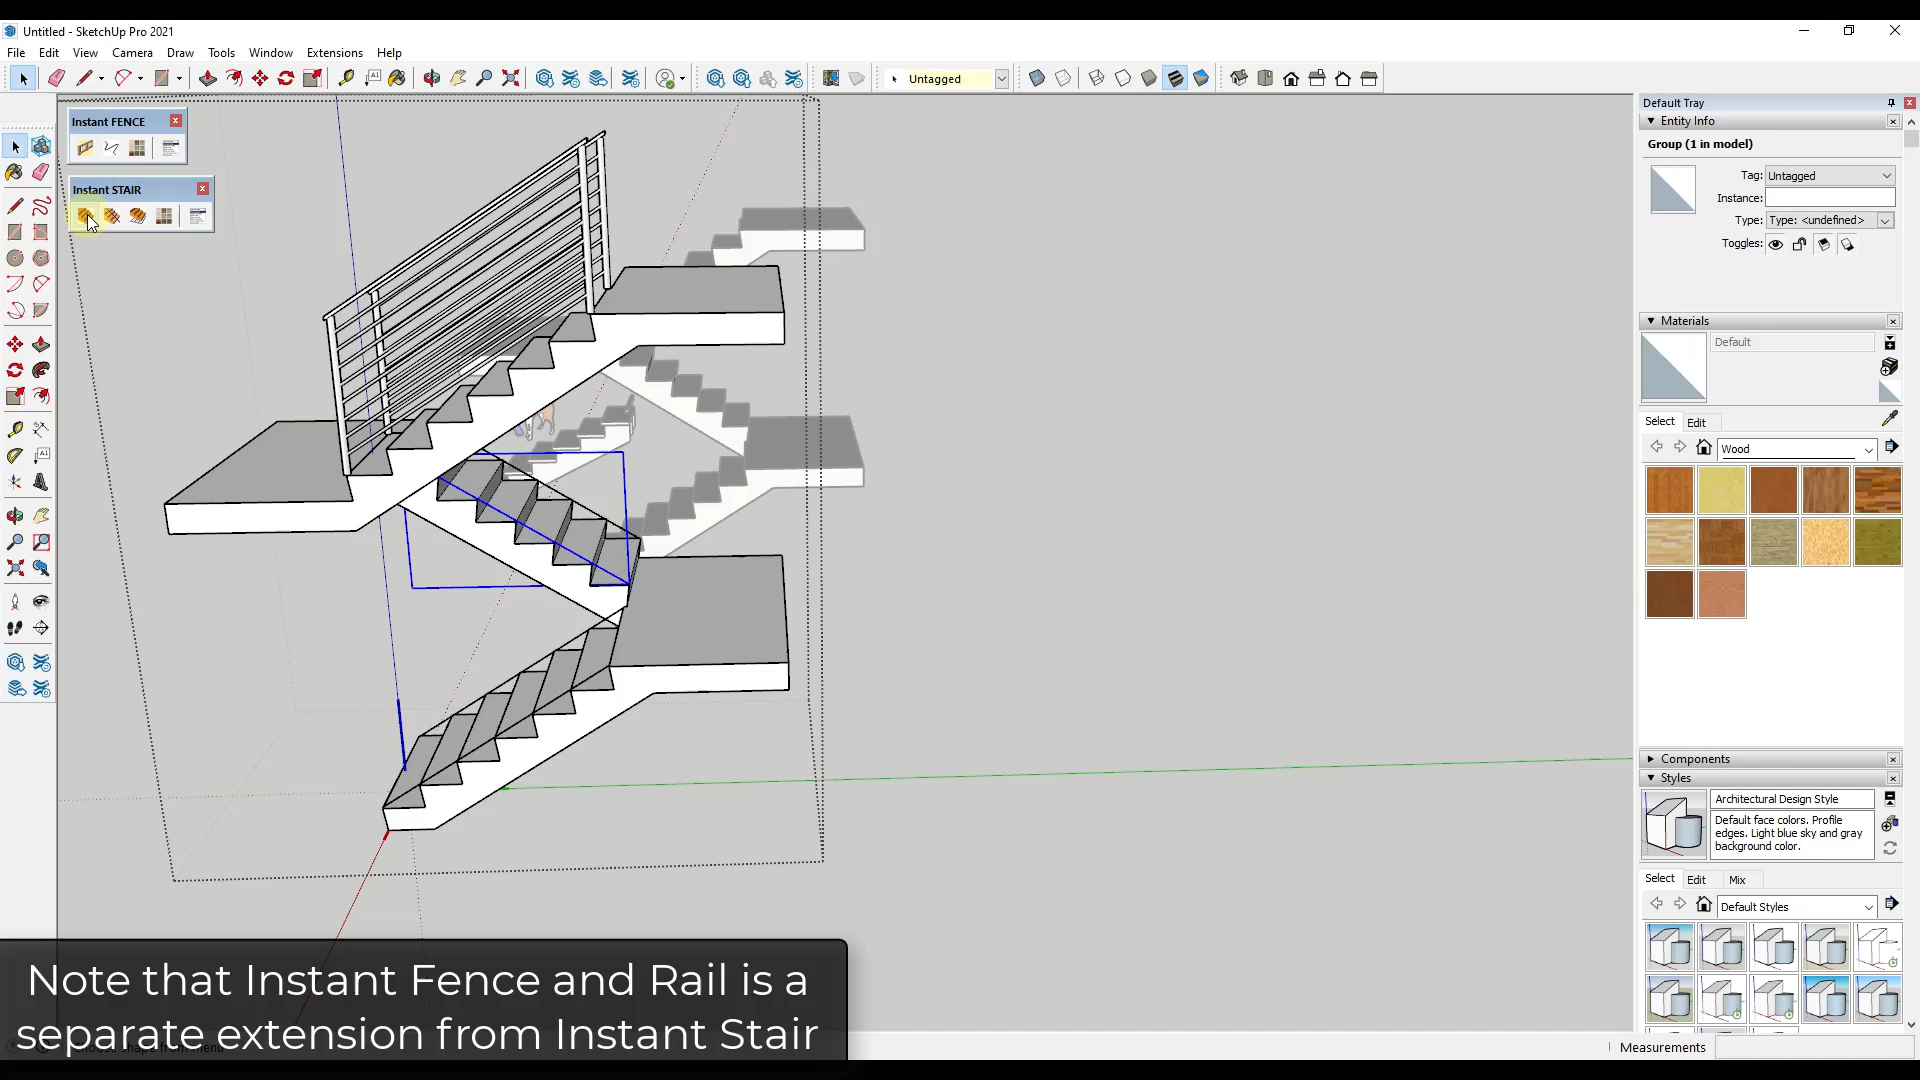 Untitled - SketchUp Pro 2021
File Edit View Camera Draw Tools Window Extensions Help
Untagged
Instant FENCE
Instant STAIR
Default Tray
Entity Info
Group (1 in model)
Tag: Untagged
Instance:
Type: Type: <undefined>
Toggles:
Materials
Default
Select Edit
Wood
Components
Styles
Architectural Design Style
Default face colors. Profile
edges. Light blue sky and gray
background color.
Select Edit Mix
Default Styles
Note that Instant Fence and Rail is a
separate extension from Instant Stair
Measurements